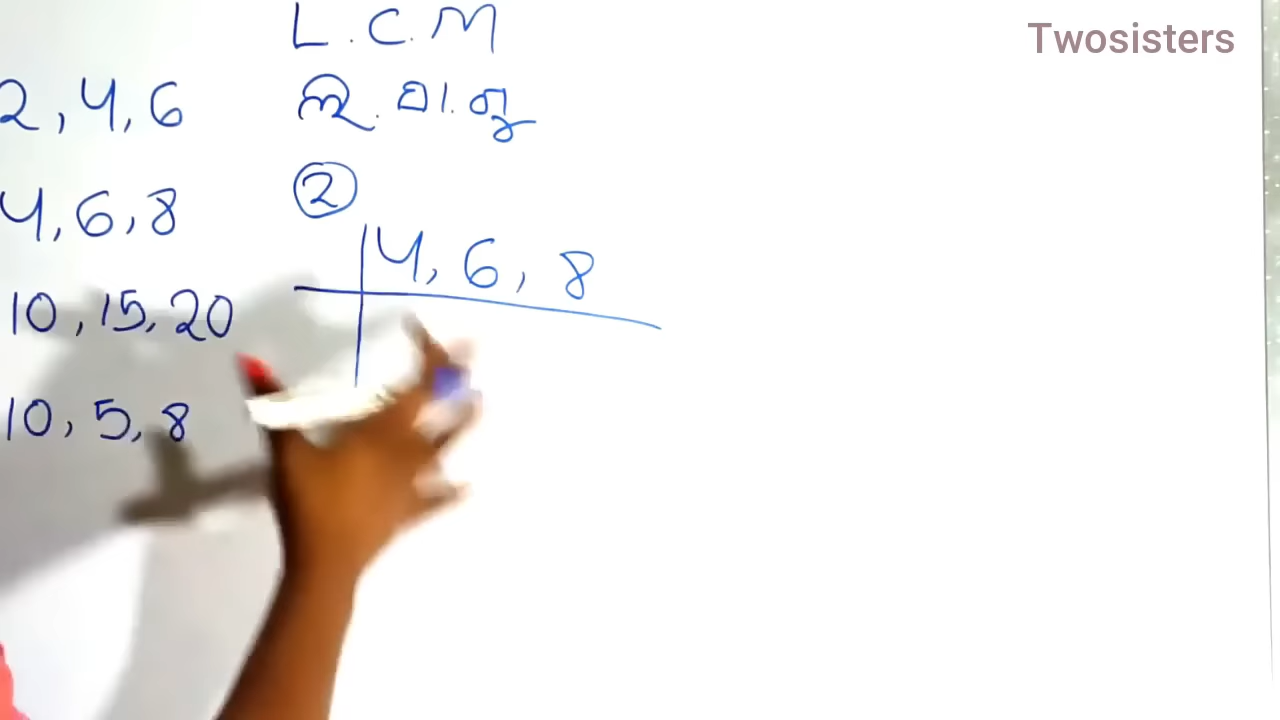 L.C.M
Twosisters
ଲ.ସା.ଗୁ
2, 4, 6
②
4, 6, 8
4, 6, 8
10, 15, 20
10, 5, 8